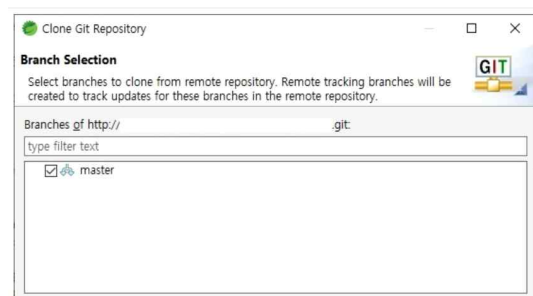 Clone Git Repository
Branch Selection
GIT
Select branches to clone from remote repository. Remote tracking branches will be
created to track updates for these branches in the remote repository.
Branches of http:// .git:
type filter text
master